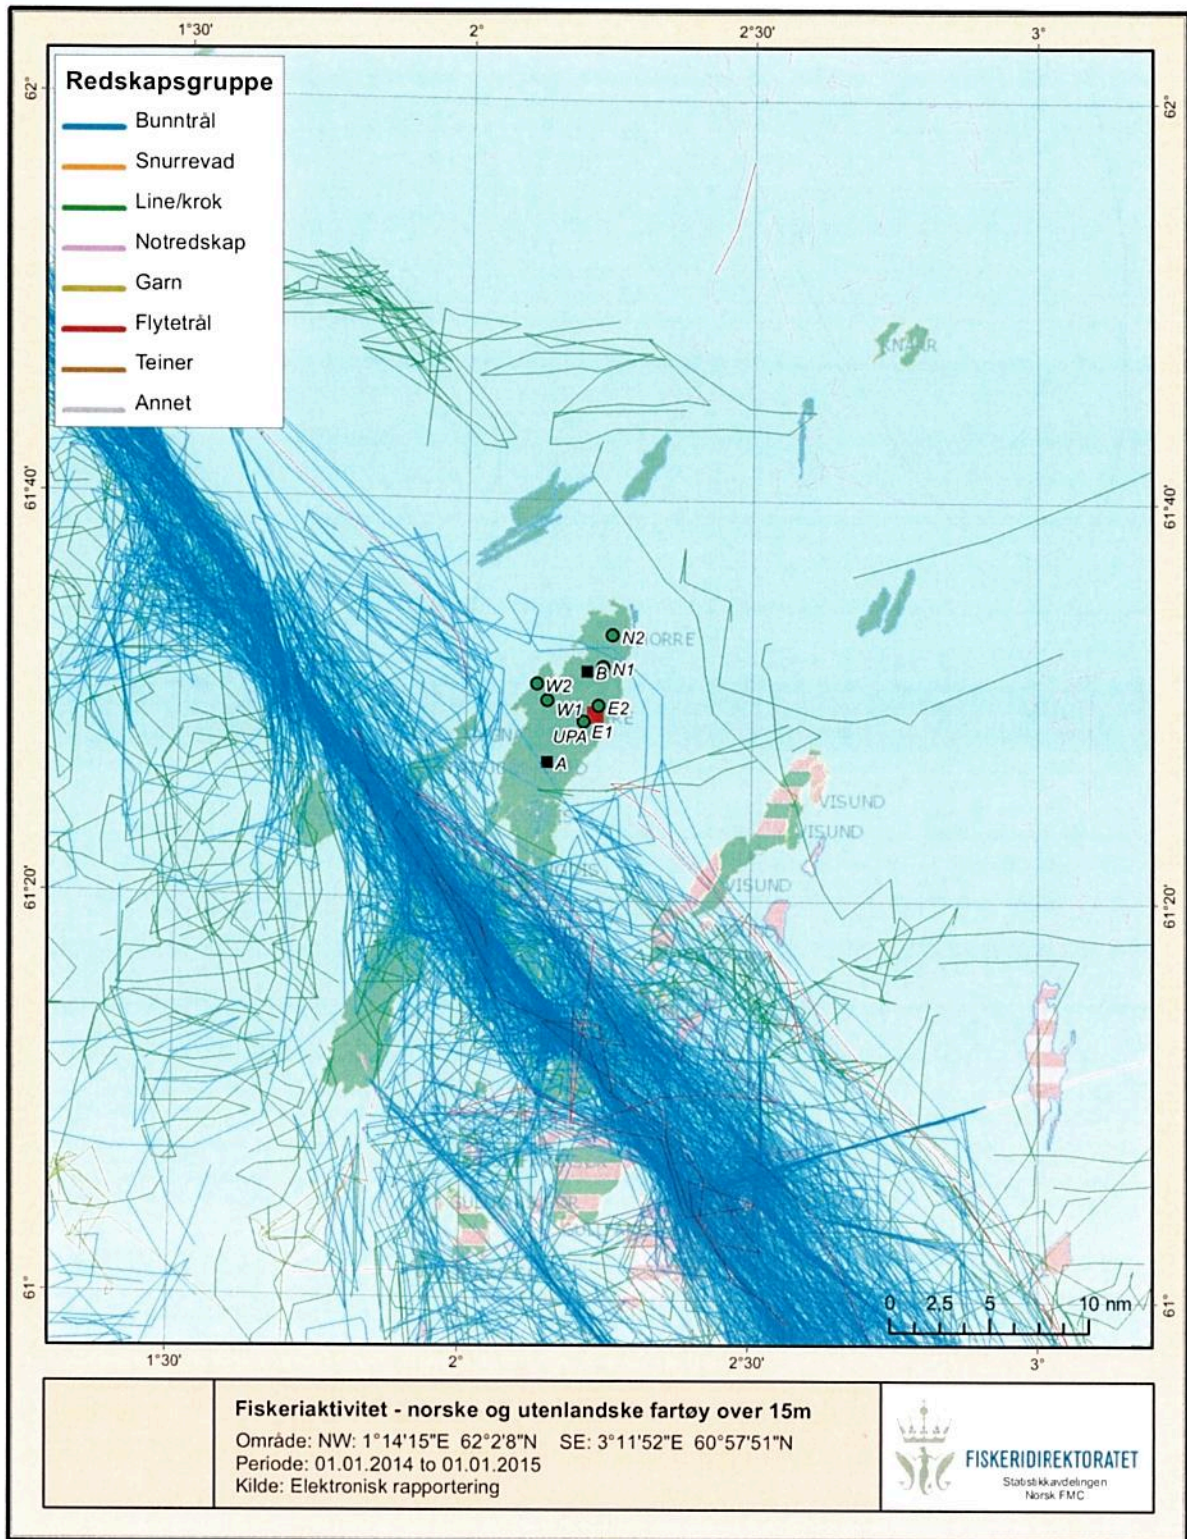 1°30'
2°
2°30'
3°
62°
62°
Redskapsgruppe
Bunntrål
Snurrevad
Line/krok
Notredskap
Garn
Flytetrål
Teiner
Annet
61°40'
61°40'
N2
N1
B
W2
W1
E2
E1
UPA
A
VISUND
VISUND
VISUND
61°20'
61°20'
61°
61°
0 2,5 5 10 nm
1°30'
2°
2°30'
3°
Fiskeriaktivitet - norske og utenlandske fartøy over 15m
Område: NW: 1°14'15"E 62°2'8"N SE: 3°11'52"E 60°57'51"N
Periode: 01.01.2014 to 01.01.2015
Kilde: Elektronisk rapportering
FISKERIDIREKTORATET
Statistikkavdelingen
Norsk FMC